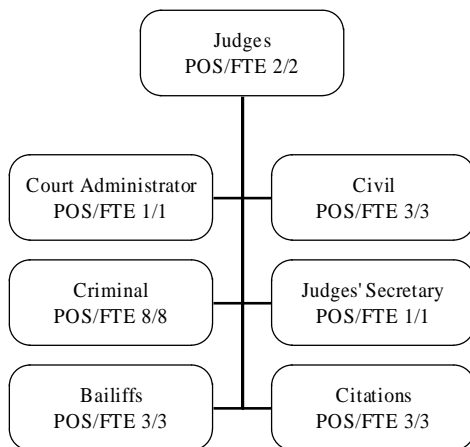 Judges
POS/FTE 2/2
Court Administrator
POS/FTE 1/1
Civil
POS/FTE 3/3
Criminal
POS/FTE 8/8
Judges' Secretary
POS/FTE 1/1
Bailiffs
POS/FTE 3/3
Citations
POS/FTE 3/3